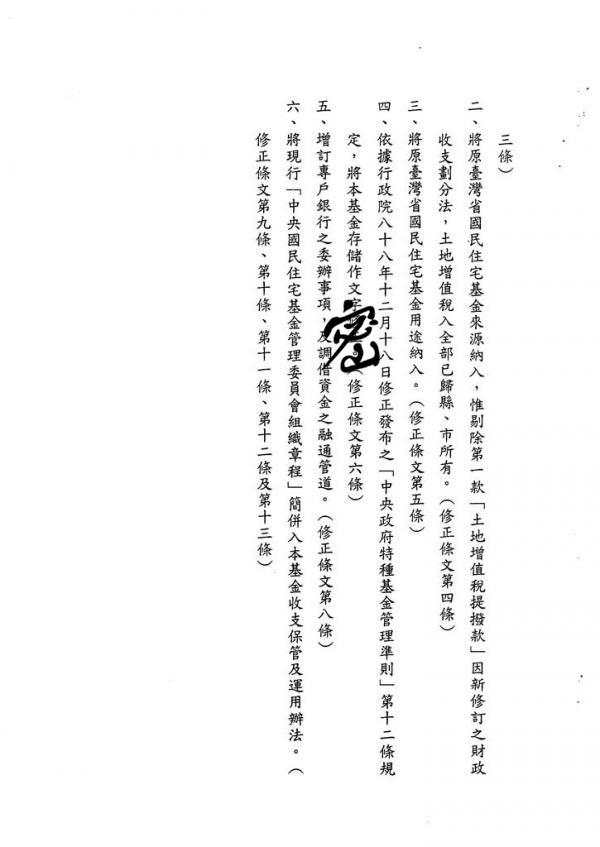 三條）
二、將原臺灣省國民住宅基金來源納入，惟剔除第一款「土地增值稅提撥款」因新修訂之財政
收支劃分法，土地增值稅入全部已歸縣、市所有。（修正條文第四條）
三、將原臺灣省國民住宅基金用途納入。（修正條文第五條）
四、依據行政院八十八年十二月十八日修正發布之「中央政府特種基金管理準則」第十二條規
定，將本基金存儲作文字。（修正條文第六條）
五、增訂專戶銀行之委辦事項，及調借資金之融通管道。（修正條文第八條）
六、將現行「中央國民住宅基金管理委員會組織章程」簡併入本基金收支保管及運用辦法。（
修正條文第九條、第十條、第十一條、第十二條及第十三條）
密